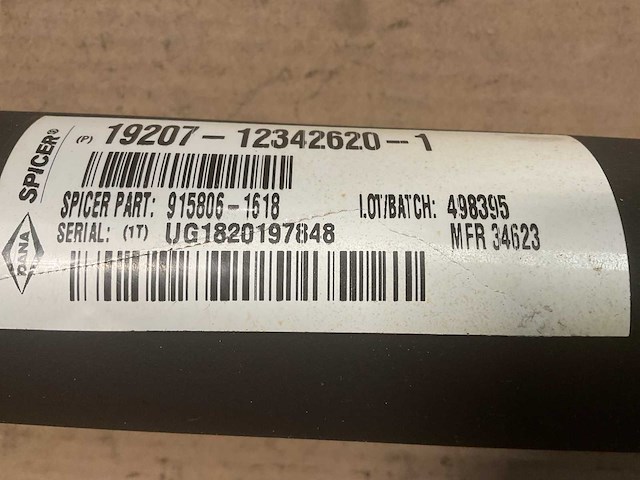 SPICER®
DANA
(P) 19207-12342620-1
SPICER PART: 915806-1618 LOT/BATCH: 498395
SERIAL: (1T) UG1820197848 MFR 34623